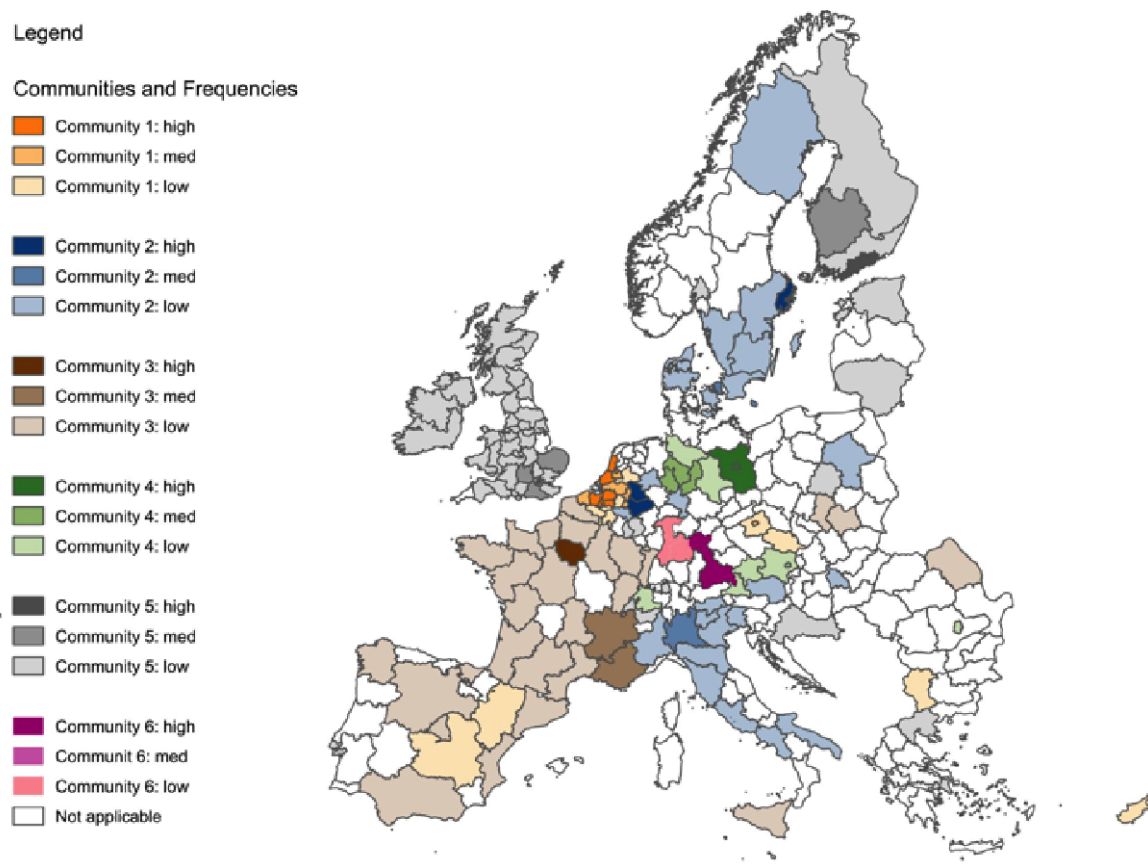 Legend
Communities and Frequencies
Community 1: high
Community 1: med
Community 1: low
Community 2: high
Community 2: med
Community 2: low
Community 3: high
Community 3: med
Community 3: low
Community 4: high
Community 4: med
Community 4: low
Community 5: high
Community 5: med
Community 5: low
Community 6: high
Communit 6: med
Community 6: low
Not applicable